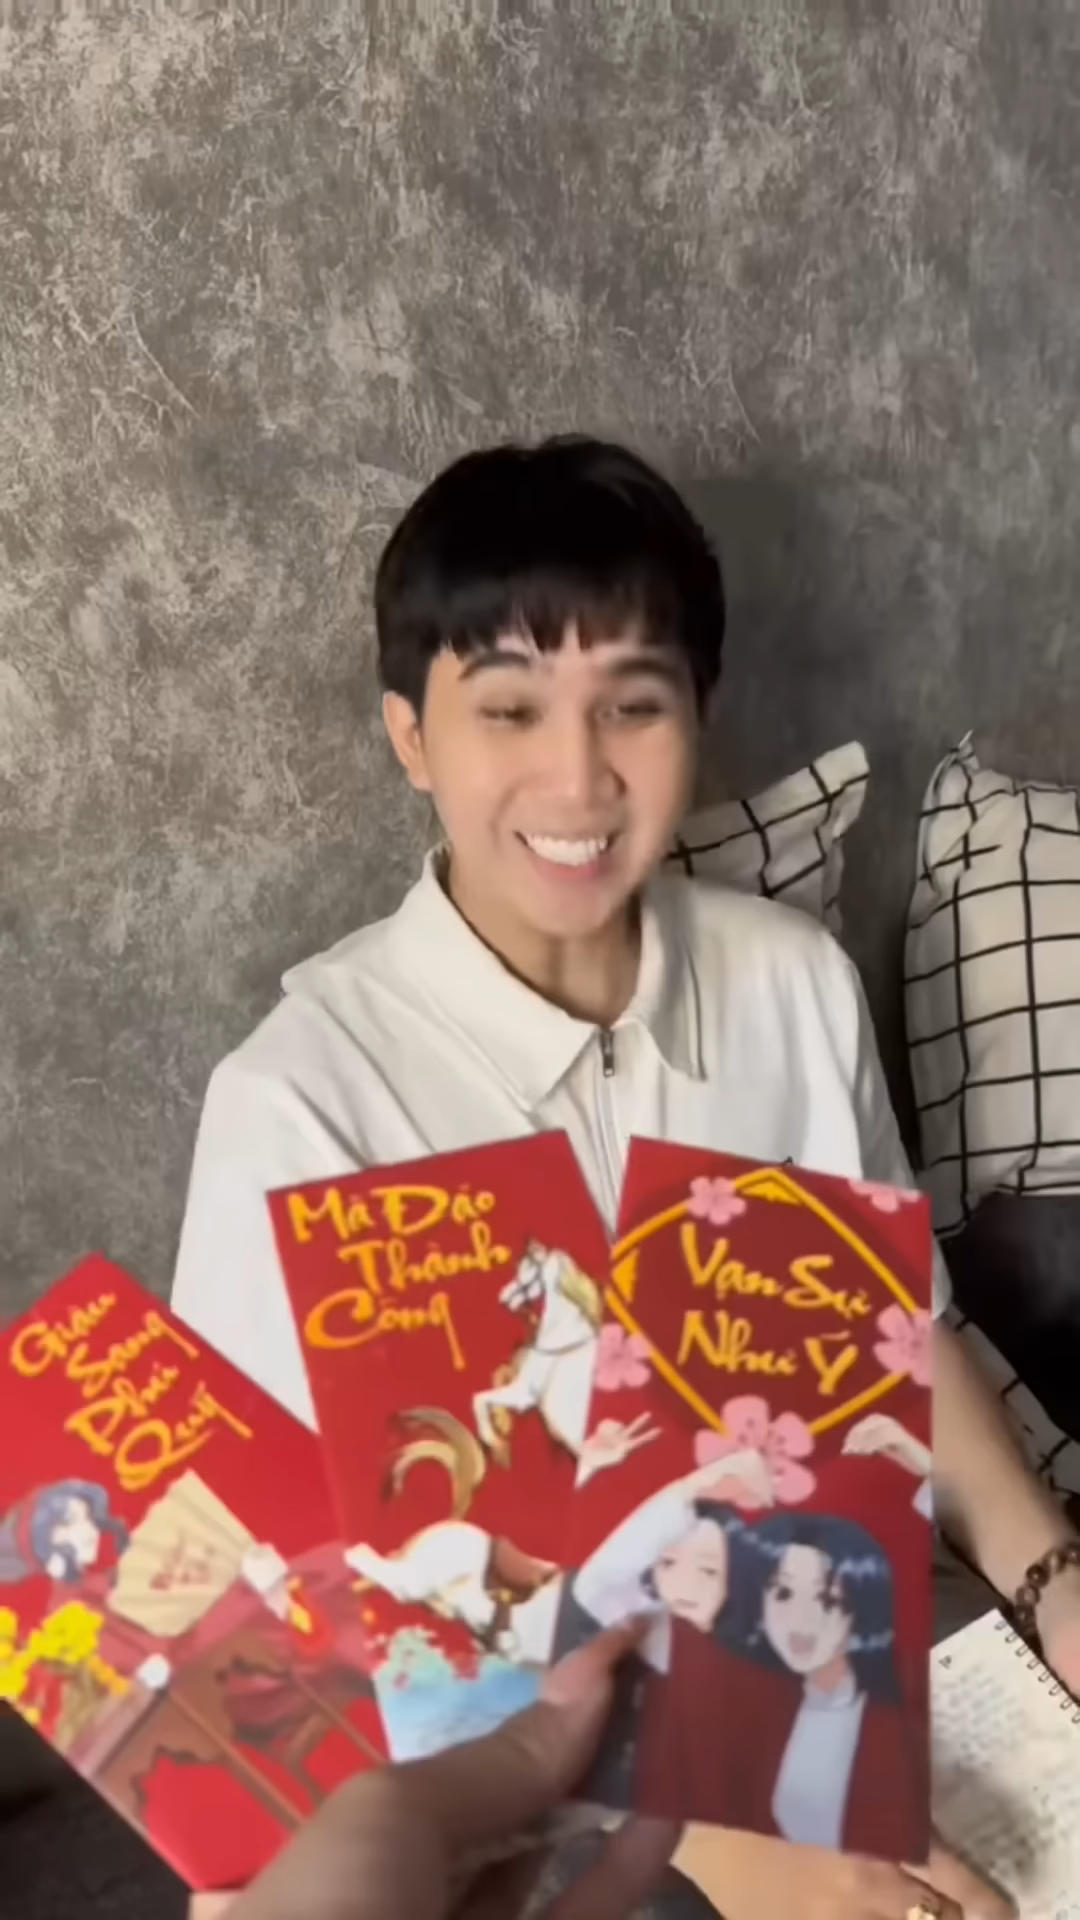 Giàu
Sang
Phú
Quý
Mã Đáo
Thành
Công
Vạn Sự
Như Ý